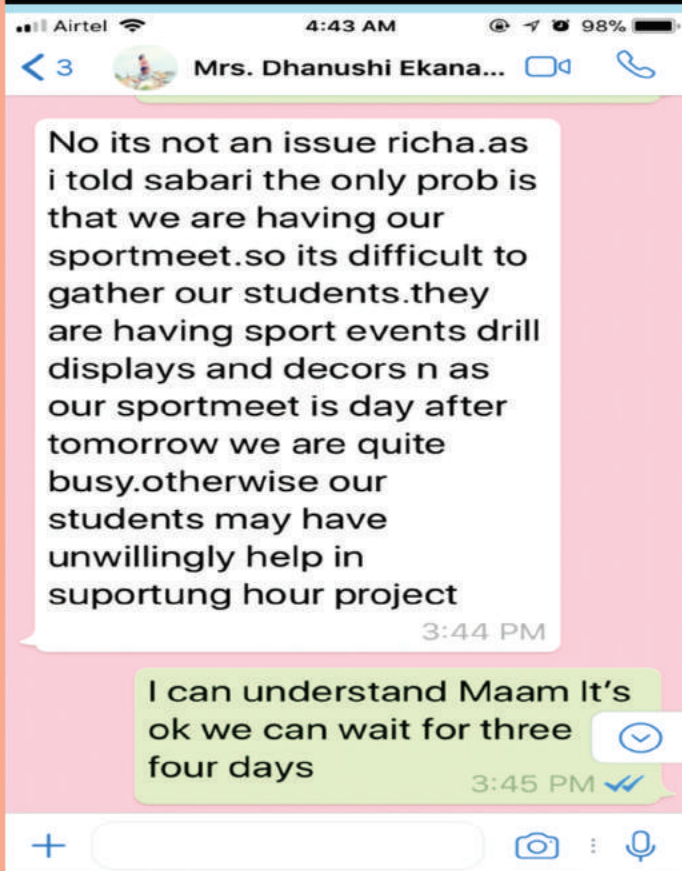 Airtel 4:43 AM 98%
3 Mrs. Dhanushi Ekana...
No its not an issue richa.as
i told sabari the only prob is
that we are having our
sportmeet.so its difficult to
gather our students.they
are having sport events drill
displays and decors n as
our sportmeet is day after
tomorrow we are quite
busy.otherwise our
students may have
unwillingly help in
suportung hour project
3:44 PM
I can understand Maam It's
ok we can wait for three
four days
3:45 PM